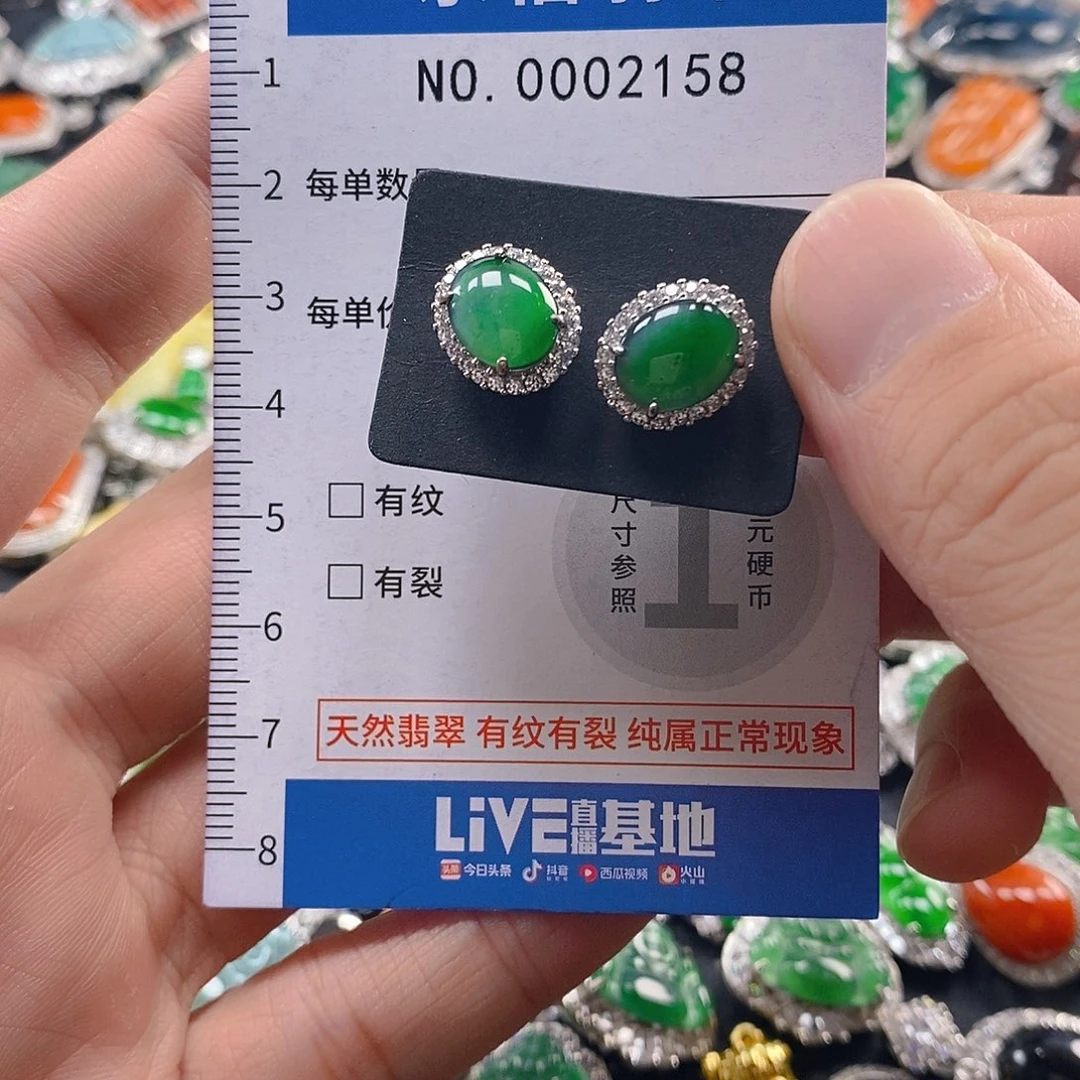 1
NO. 0002158
2
每单数
3
每单价
4
5
□ 有纹
尺寸参照
1
元硬币
□ 有裂
6
7
天然翡翠 有纹有裂 纯属正常现象
8
LiVE直播基地
头条 今日头条 抖音 西瓜视频 火山